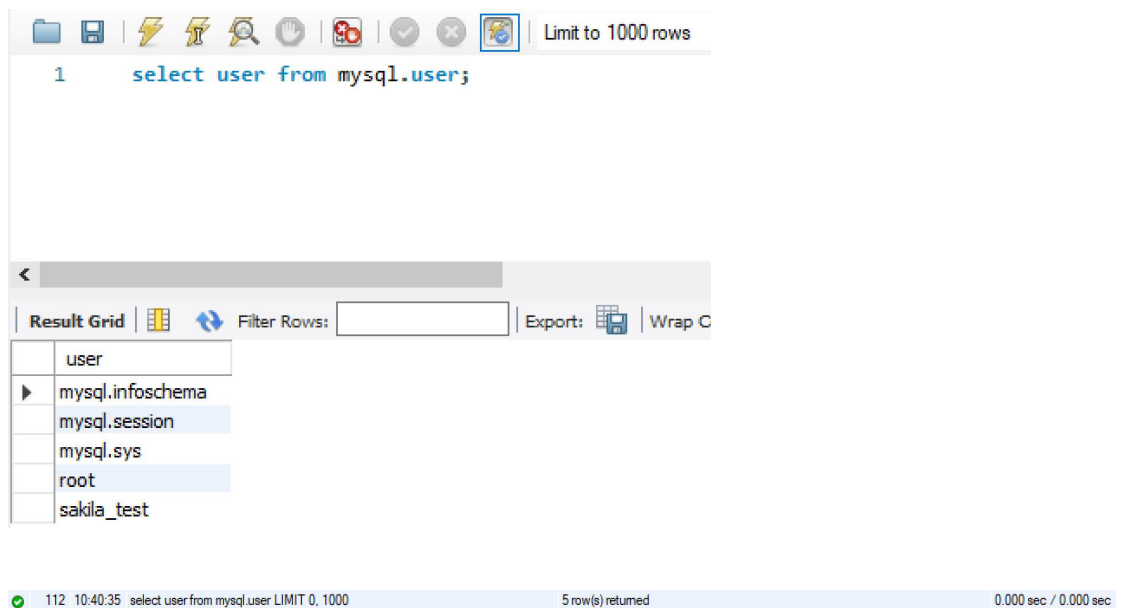 Limit to 1000 rows
1 select user from mysql.user;
Result Grid Filter Rows: Export: Wrap C
user
mysql.infoschema
mysql.session
mysql.sys
root
sakila_test
112 10:40:35 select user from mysql.user LIMIT 0, 1000 5 row(s) returned 0.000 sec / 0.000 sec